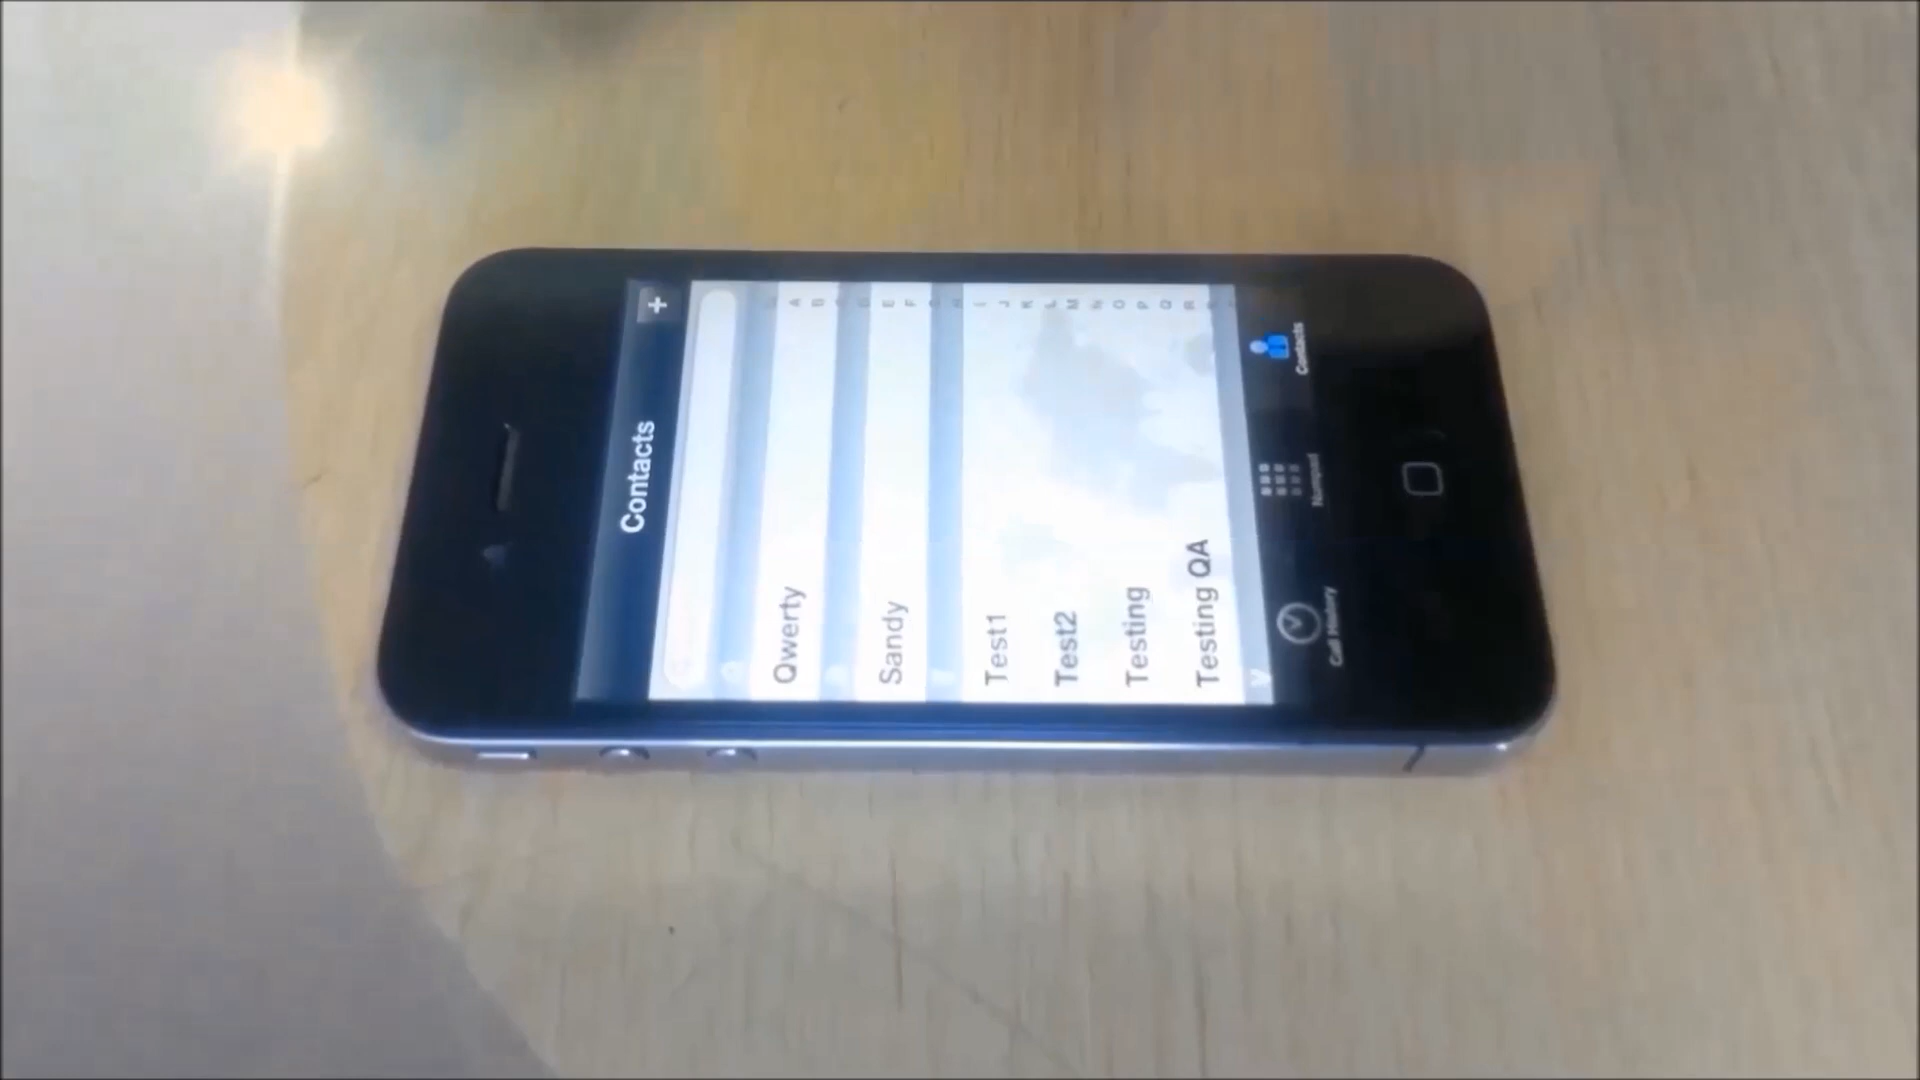 Contacts
+
Qwerty
Sandy
Test1
Test2
Testing
Testing QA
A
B
E
F
I
J
K
L
M
N
O
P
Q
R
Call History
Numpad
Contacts